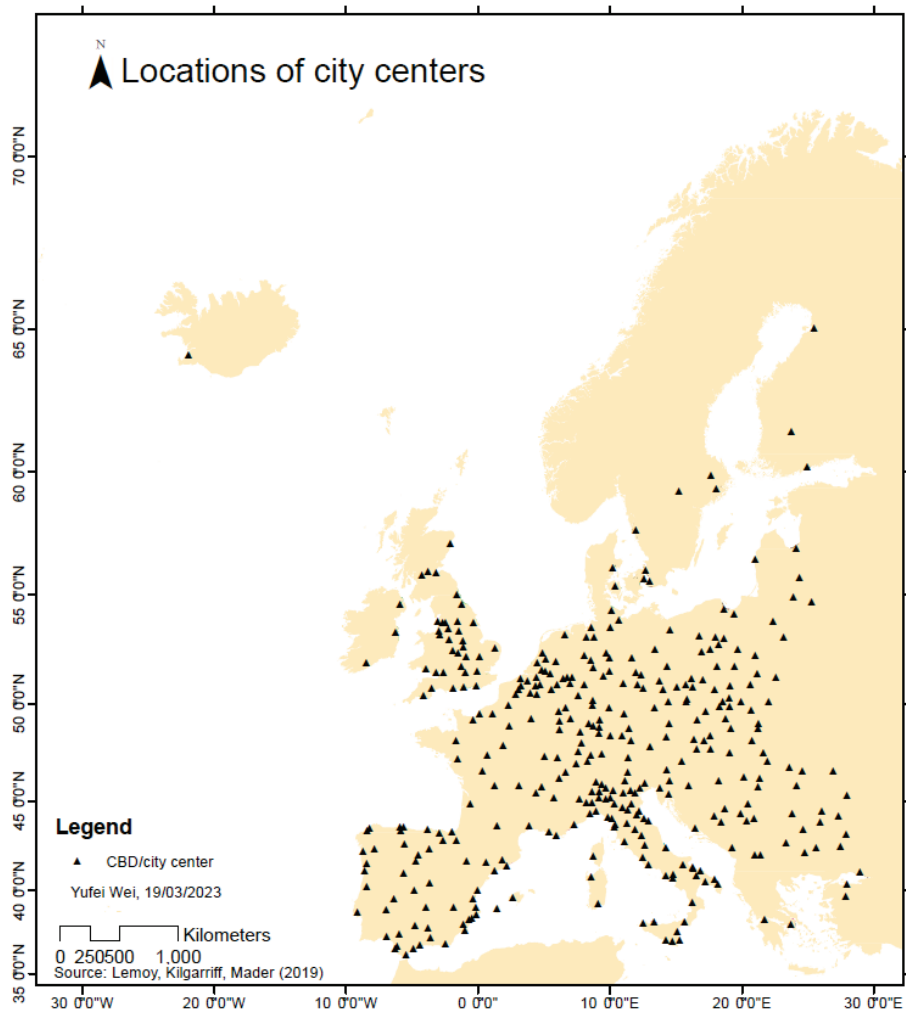 N
Locations of city centers
70°0'0"N
65°0'0"N
60°0'0"N
55°0'0"N
50°0'0"N
45°0'0"N
40°0'0"N
35°0'0"N
Legend
CBD/city center
Yufei Wei, 19/03/2023
Kilometers
0 250500 1,000
Source: Lemoy, Kilgarriff, Mader (2019)
30°0'0"W 20°0'0"W 10°0'0"W 0°0'0" 10°0'0"E 20°0'0"E 30°0'0"E